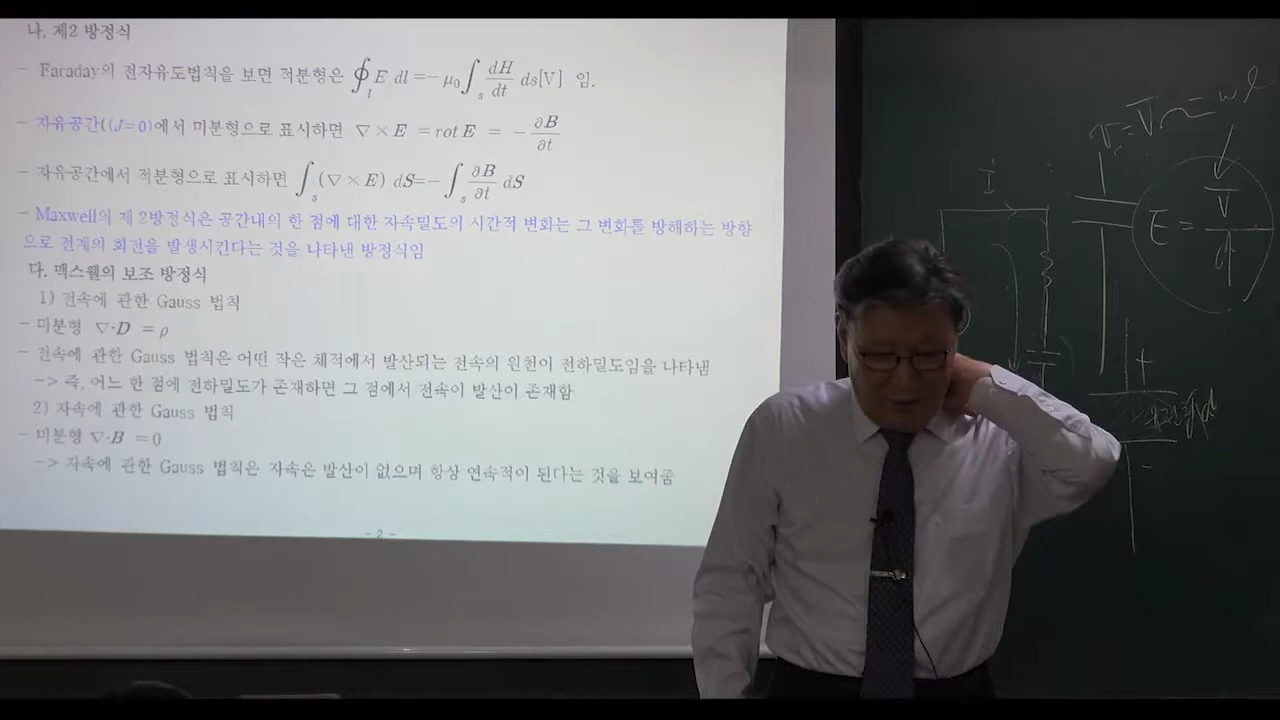 나. 제2 방정식
- Faraday의 전자유도법칙을 보면 적분형은 ∮_l E dl = -μ₀∫_s dH/dt ds[V] 임.
- 자유공간((J=0)에서 미분형으로 표시하면 ∇×E = rot E = -∂B/∂t
- 자유공간에서 적분형으로 표시하면 ∫_s (∇×E) dS=-∫_s ∂B/∂t dS
- Maxwell의 제 2방정식은 공간내의 한 점에 대한 자속밀도의 시간적 변화는 그 변화를 방해하는 방향
으로 전계의 회전을 발생시킨다는 것을 나타낸 방정식임
다. 맥스웰의 보조 방정식
1) 전속에 관한 Gauss 법칙
- 미분형 ∇·D = ρ
- 전속에 관한 Gauss 법칙은 어떤 작은 체적에서 발산되는 전속의 원천이 전하밀도임을 나타냄
-> 즉, 어느 한 점에 전하밀도가 존재하면 그 점에서 전속이 발산이 존재함
2) 자속에 관한 Gauss 법칙
- 미분형 ∇·B = 0
-> 자속에 관한 Gauss 법칙은 자속은 발산이 없으며 항상 연속적이 된다는 것을 보여줌
- 2 -
E = V/d
+
-